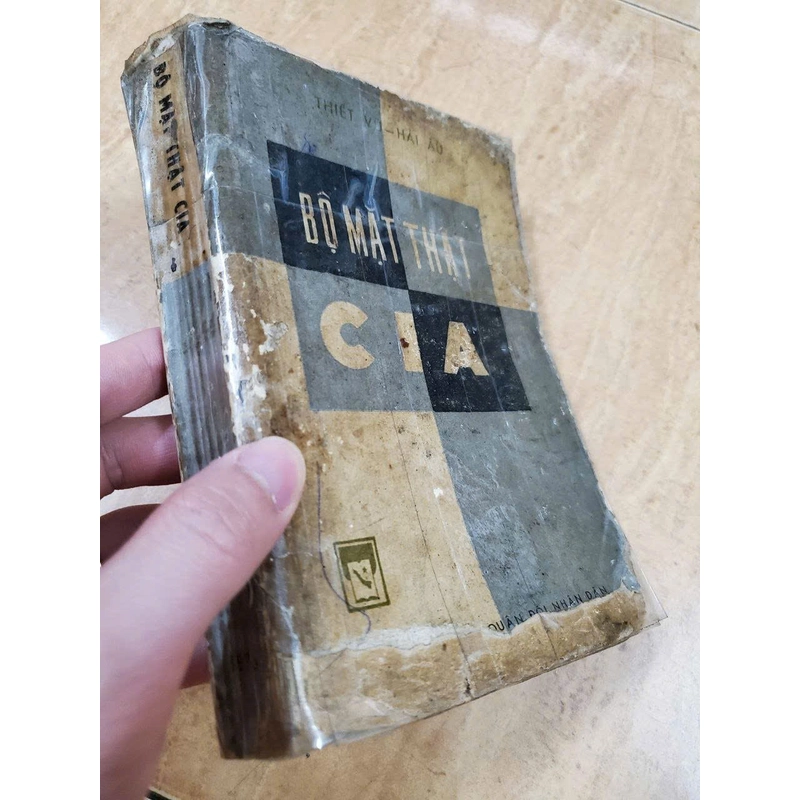 BỘ MẶT THẬT CIA
THIẾT VŨ – HẢI ÂU
BỘ MẶT THẬT
CIA
QUÂN ĐỘI NHÂN DÂN